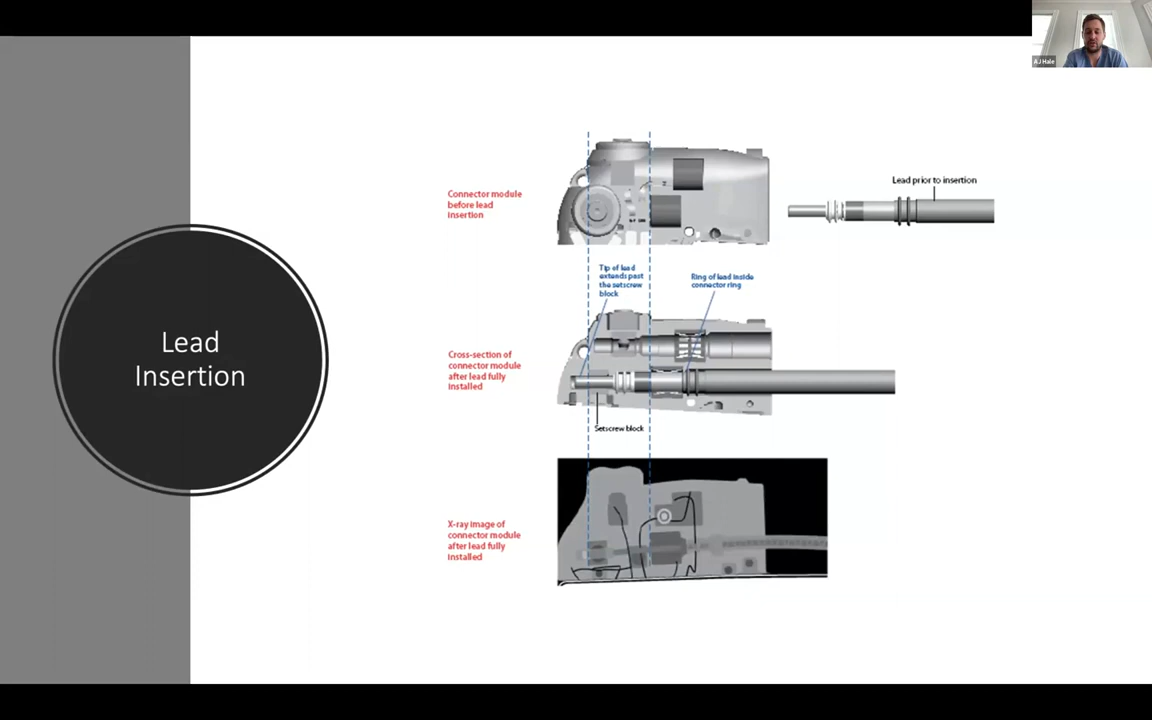 AJ Hale
Lead
Insertion
Connector module
before lead
insertion
Lead prior to insertion
Tip of lead
extends past
the setscrew
block
Ring of lead inside
connector ring
Cross-section of
connector module
after lead fully
installed
Setscrew block
X-ray image of
connector module
after lead fully
installed